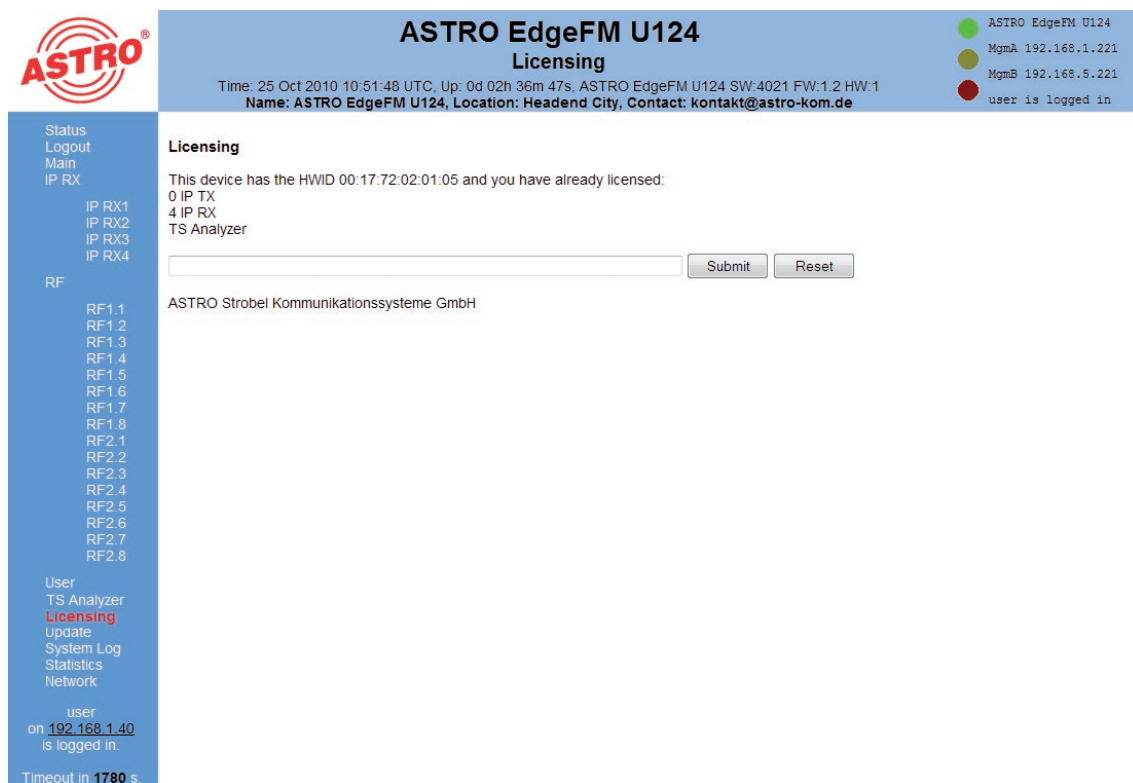 ASTRO®
ASTRO EdgeFM U124
Licensing
Time: 25 Oct 2010 10:51:48 UTC, Up: 0d 02h 36m 47s, ASTRO EdgeFM U124 SW:4021 FW:1.2 HW:1
Name: ASTRO EdgeFM U124, Location: Headend City, Contact: kontakt@astro-kom.de
ASTRO EdgeFM U124
MgmA 192.168.1.221
MgmB 192.168.5.221
user is logged in
Status
Logout
Main
IP RX
IP RX1
IP RX2
IP RX3
IP RX4
RF
RF1.1
RF1.2
RF1.3
RF1.4
RF1.5
RF1.6
RF1.7
RF1.8
RF2.1
RF2.2
RF2.3
RF2.4
RF2.5
RF2.6
RF2.7
RF2.8
User
TS Analyzer
Licensing
Update
System Log
Statistics
Network
user
on 192.168.1.40
is logged in.
Timeout in 1780 s.
Licensing
This device has the HWID 00:17:72:02:01:05 and you have already licensed:
0 IP TX
4 IP RX
TS Analyzer
Submit Reset
ASTRO Strobel Kommunikationssysteme GmbH